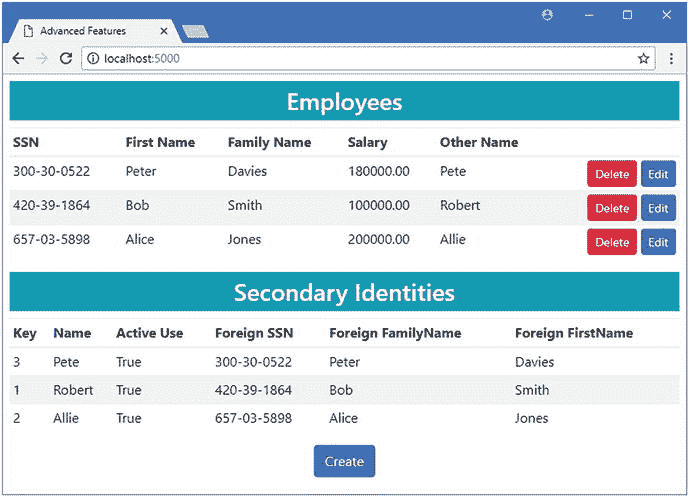 Advanced Features
localhost:5000
Employees
SSN First Name Family Name Salary Other Name
300-30-0522 Peter Davies 180000.00 Pete Delete Edit
420-39-1864 Bob Smith 100000.00 Robert Delete Edit
657-03-5898 Alice Jones 200000.00 Allie Delete Edit
Secondary Identities
Key Name Active Use Foreign SSN Foreign FamilyName Foreign FirstName
3 Pete True 300-30-0522 Peter Davies
1 Robert True 420-39-1864 Bob Smith
2 Allie True 657-03-5898 Alice Jones
Create